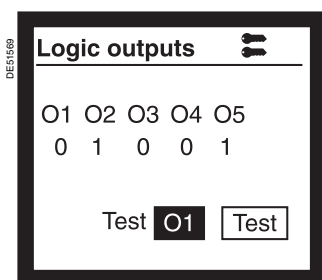 DE51569
Logic outputs
O1 O2 O3 O4 O5
0 1 0 0 1
Test O1 Test